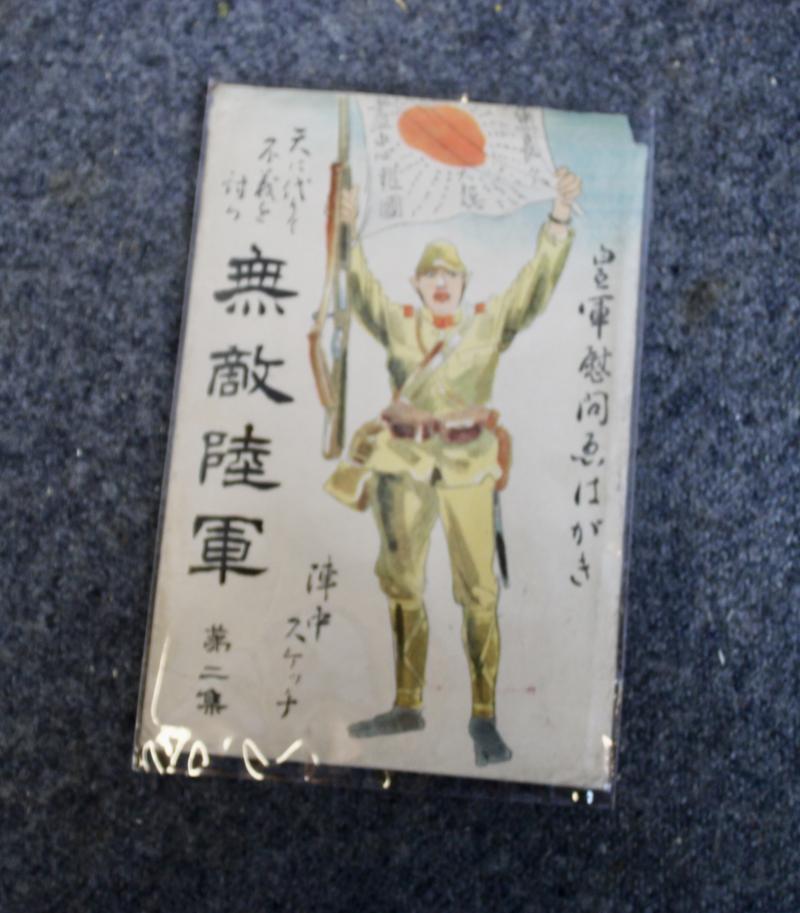 皇軍慰問ゑはがき
天に代りて
不義を
討つ
無敵陸軍
陣中
スケッチ
第二集